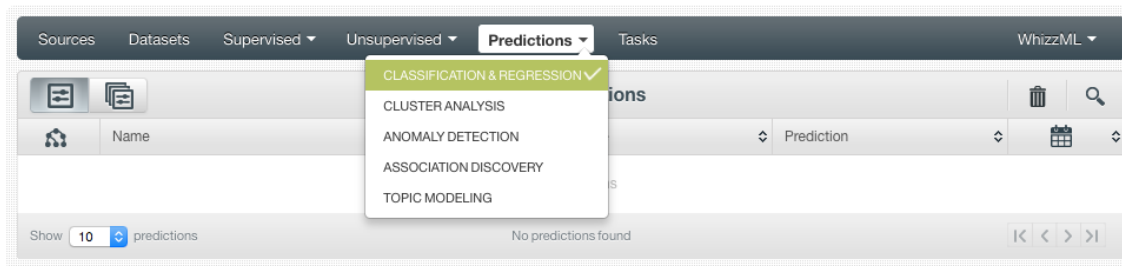 Sources Datasets Supervised Unsupervised Predictions Tasks WhizzML
CLASSIFICATION & REGRESSION
CLUSTER ANALYSIS
ANOMALY DETECTION
ASSOCIATION DISCOVERY
TOPIC MODELING
Name Prediction
Show 10 predictions No predictions found